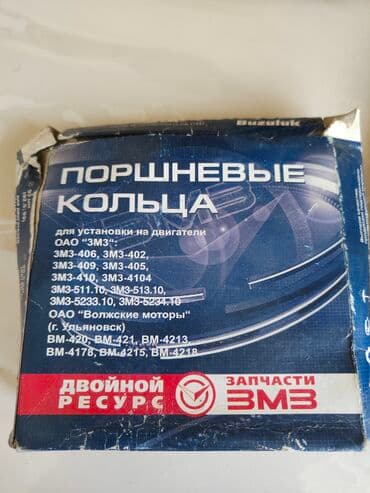 Buzuluk
ПОРШНЕВЫЕ
КОЛЬЦА
для установки на двигатели
ОАО "ЗМЗ":
ЗМЗ-406, ЗМЗ-402,
ЗМЗ-409, ЗМЗ-405,
ЗМЗ-410, ЗМЗ-4104
ЗМЗ-511.10, ЗМЗ-513.10,
ЗМЗ-5233.10, ЗМЗ-5234.10
ОАО "Волжские моторы"
(г. Ульяновск)
ВМ-420, ВМ-421, ВМ-4213,
ВМ-4178, ВМ-4215, ВМ-4218
ДВОЙНОЙ
РЕСУРС
ЗАПЧАСТИ
ЗМЗ